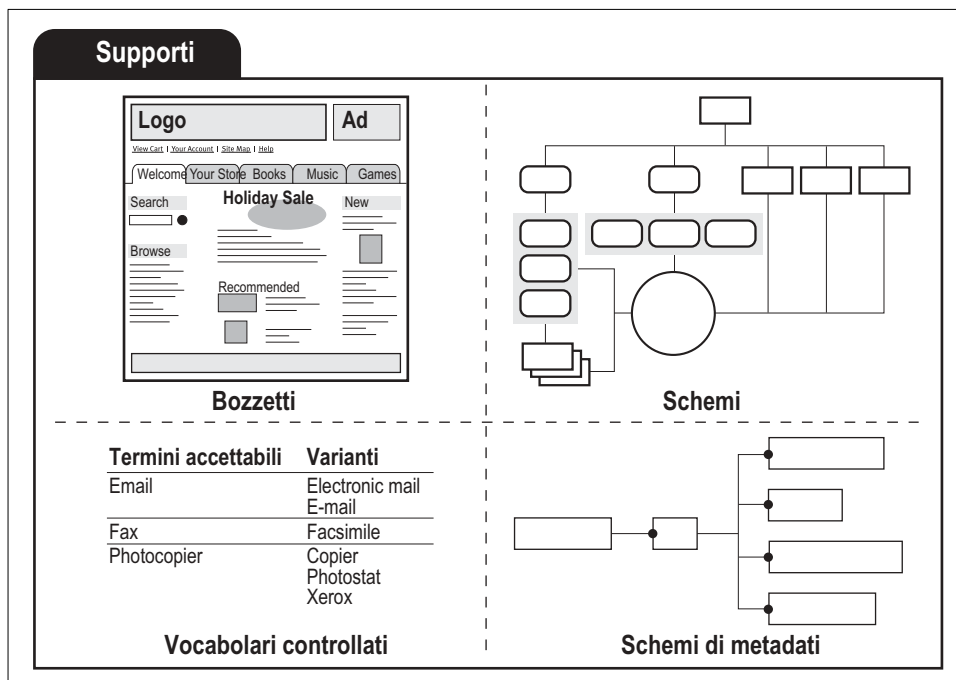 Supporti
Logo
Ad
View Cart | Your Account | Site Map | Help
Welcome Your Store Books Music Games
Search
Holiday Sale
New
Browse
Recommended
Bozzetti
Schemi
Termini accettabili Varianti
Email Electronic mail
E-mail
Fax Facsimile
Photocopier Copier
Photostat
Xerox
Vocabolari controllati
Schemi di metadati